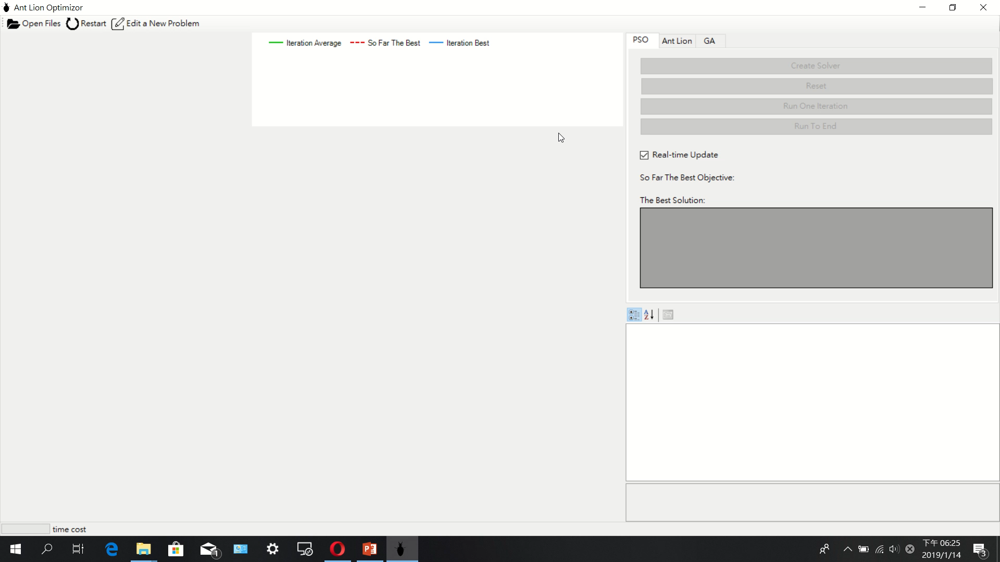 Ant Lion Optimizor
Open Files Restart Edit a New Problem
Iteration Average So Far The Best Iteration Best
PSO Ant Lion GA
Create Solver
Reset
Run One Iteration
Run To End
Real-time Update
So Far The Best Objective:
The Best Solution:
A
Z
time cost
1
下午 06:25
2019/1/14
3